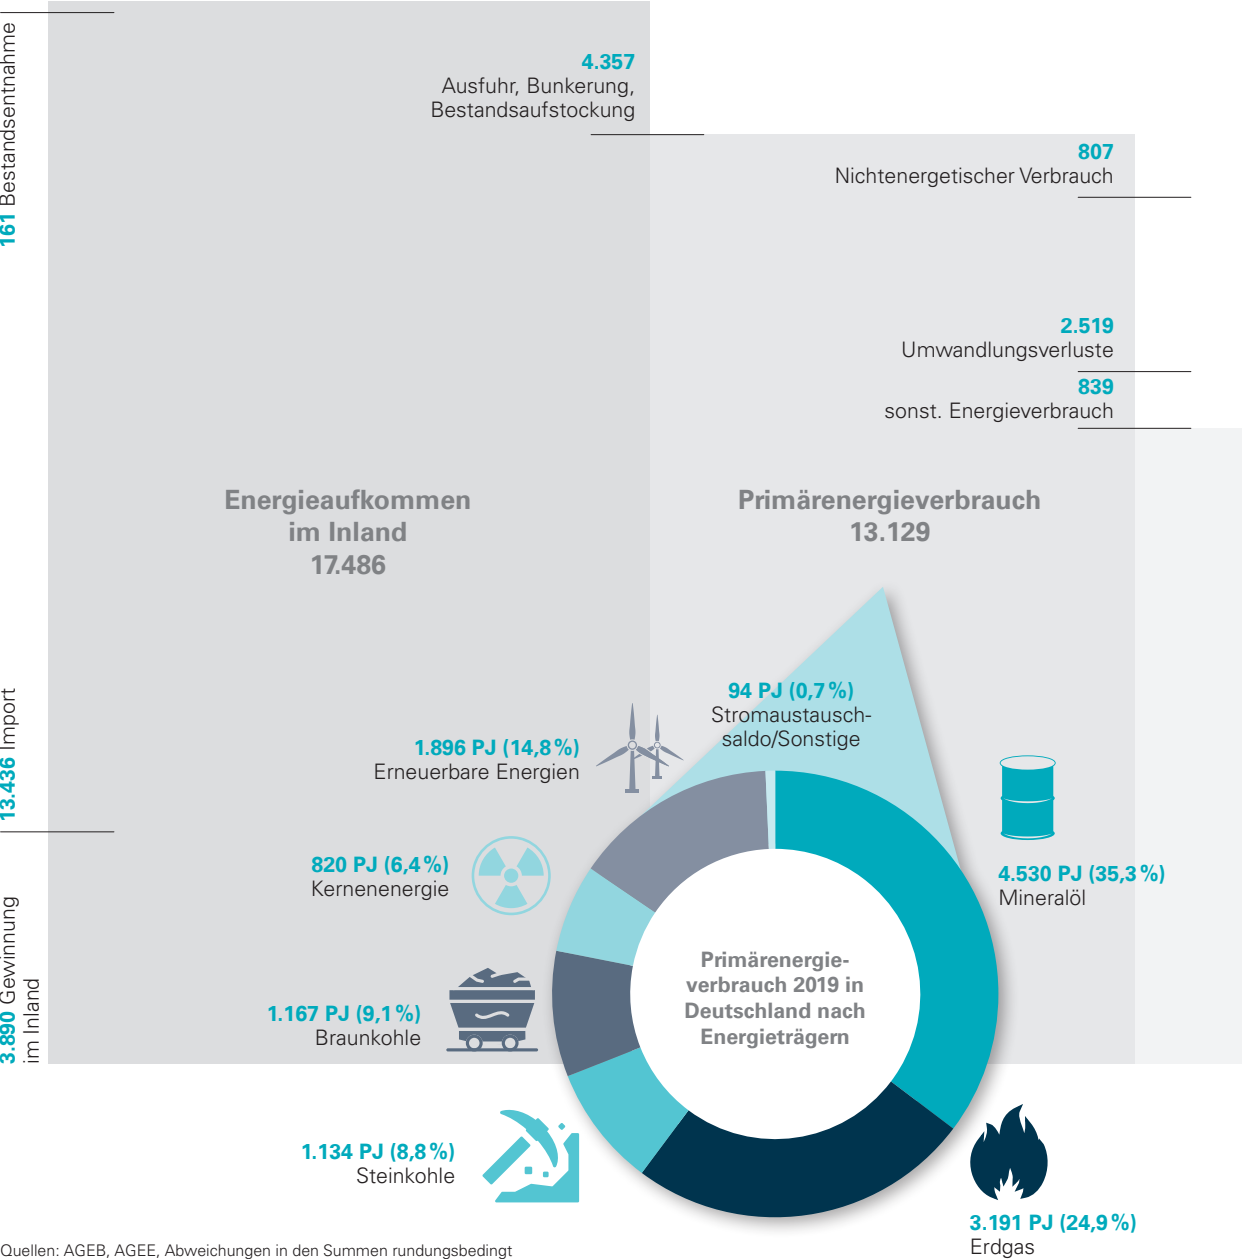 161 Bestandsentnahme
13.436 Import
3.890 Gewinnung
im Inland
4.357
Ausfuhr, Bunkerung,
Bestandsaufstockung
807
Nichtenergetischer Verbrauch
2.519
Umwandlungsverluste
839
sonst. Energieverbrauch
Energieaufkommen
im Inland
17.486
Primärenergieverbrauch
13.129
94 PJ (0,7 %)
Stromaustausch-
saldo/Sonstige
1.896 PJ (14,8 %)
Erneuerbare Energien
820 PJ (6,4 %)
Kernenenergie
1.167 PJ (9,1 %)
Braunkohle
1.134 PJ (8,8 %)
Steinkohle
4.530 PJ (35,3 %)
Mineralöl
3.191 PJ (24,9 %)
Erdgas
Primärenergie-
verbrauch 2019 in
Deutschland nach
Energieträgern
Quellen: AGEB, AGEE, Abweichungen in den Summen rundungsbedingt